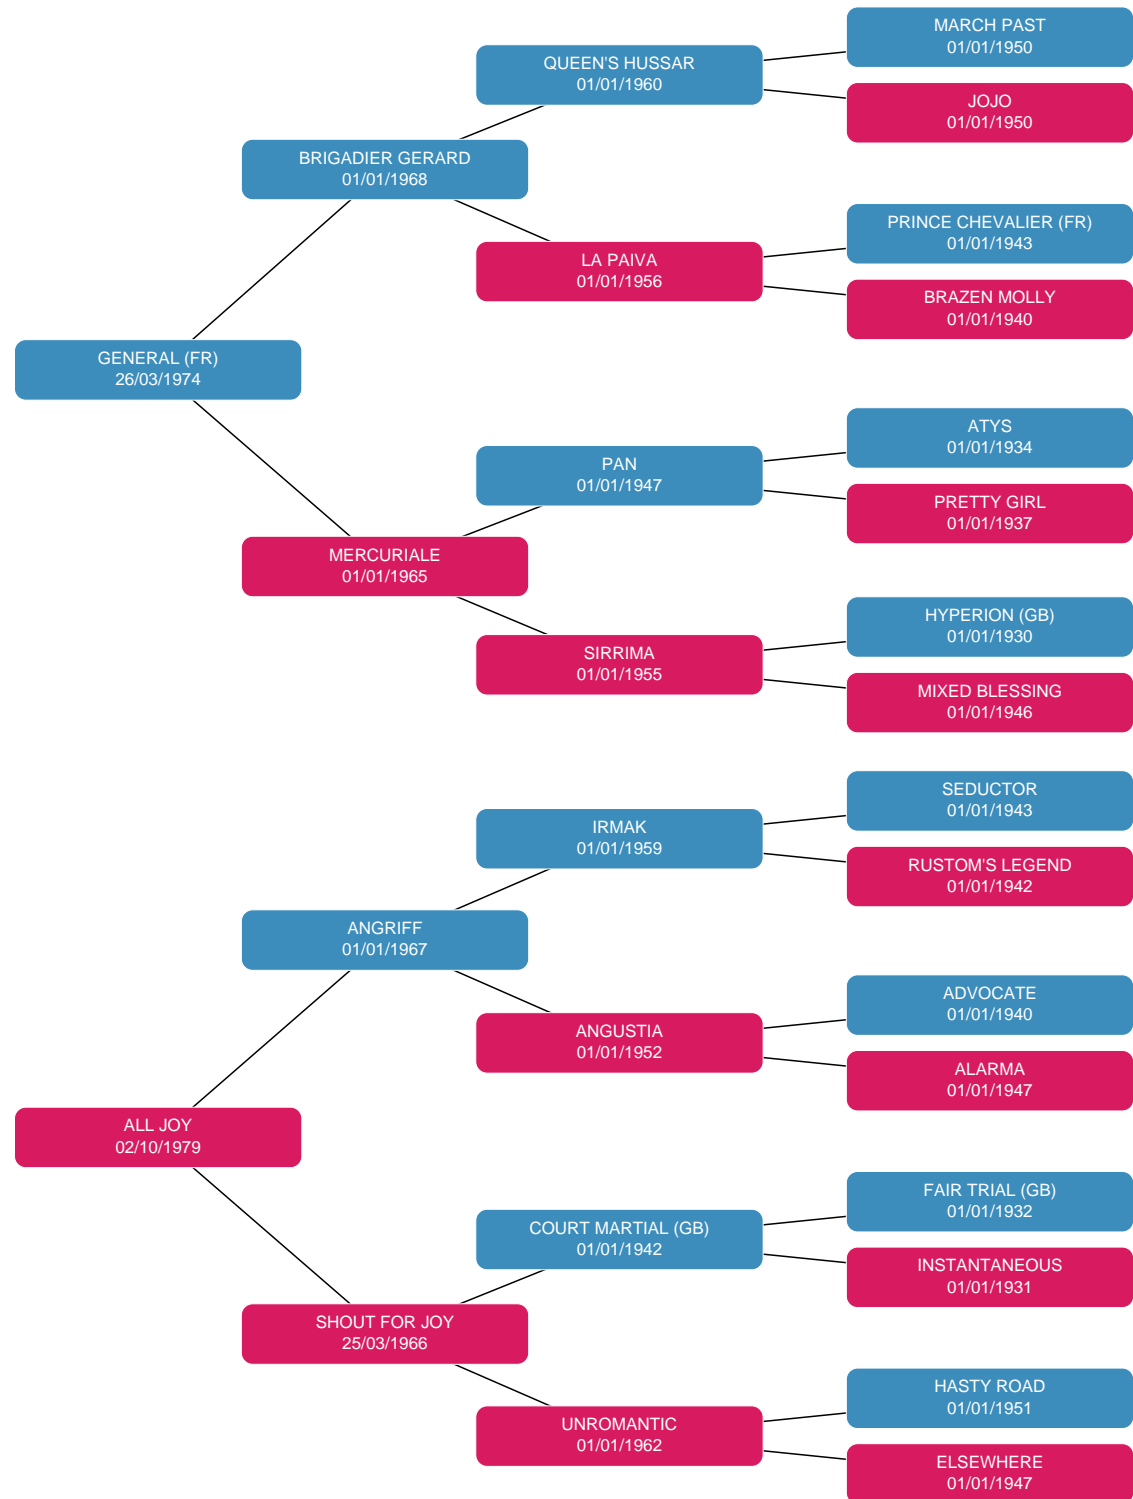 MARCH PAST
01/01/1950
QUEEN'S HUSSAR
01/01/1960
JOJO
01/01/1950
BRIGADIER GERARD
01/01/1968
PRINCE CHEVALIER (FR)
01/01/1943
LA PAIVA
01/01/1956
BRAZEN MOLLY
01/01/1940
GENERAL (FR)
26/03/1974
ATYS
01/01/1934
PAN
01/01/1947
PRETTY GIRL
01/01/1937
MERCURIALE
01/01/1965
HYPERION (GB)
01/01/1930
SIRRIMA
01/01/1955
MIXED BLESSING
01/01/1946
SEDUCTOR
01/01/1943
IRMAK
01/01/1959
RUSTOM'S LEGEND
01/01/1942
ANGRIFF
01/01/1967
ADVOCATE
01/01/1940
ANGUSTIA
01/01/1952
ALARMA
01/01/1947
ALL JOY
02/10/1979
FAIR TRIAL (GB)
01/01/1932
COURT MARTIAL (GB)
01/01/1942
INSTANTANEOUS
01/01/1931
SHOUT FOR JOY
25/03/1966
HASTY ROAD
01/01/1951
UNROMANTIC
01/01/1962
ELSEWHERE
01/01/1947